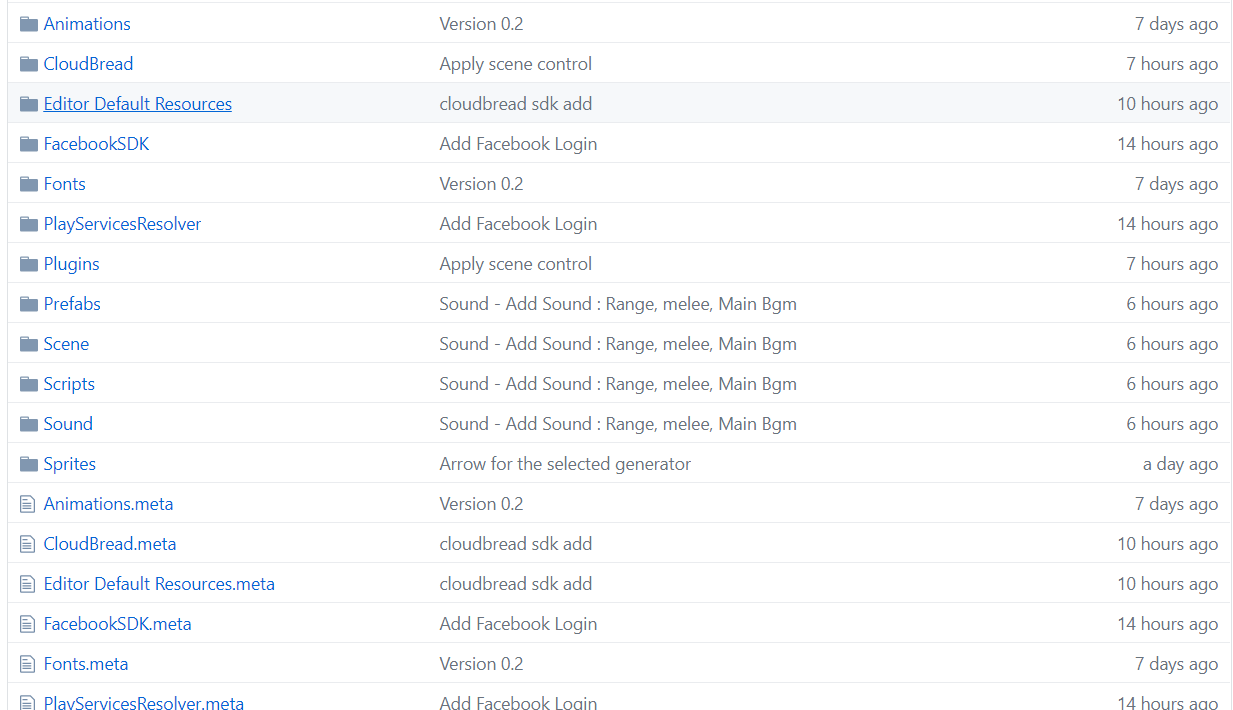 Animations Version 0.2 7 days ago
CloudBread Apply scene control 7 hours ago
Editor Default Resources cloudbread sdk add 10 hours ago
FacebookSDK Add Facebook Login 14 hours ago
Fonts Version 0.2 7 days ago
PlayServicesResolver Add Facebook Login 14 hours ago
Plugins Apply scene control 7 hours ago
Prefabs Sound - Add Sound : Range, melee, Main Bgm 6 hours ago
Scene Sound - Add Sound : Range, melee, Main Bgm 6 hours ago
Scripts Sound - Add Sound : Range, melee, Main Bgm 6 hours ago
Sound Sound - Add Sound : Range, melee, Main Bgm 6 hours ago
Sprites Arrow for the selected generator a day ago
Animations.meta Version 0.2 7 days ago
CloudBread.meta cloudbread sdk add 10 hours ago
Editor Default Resources.meta cloudbread sdk add 10 hours ago
FacebookSDK.meta Add Facebook Login 14 hours ago
Fonts.meta Version 0.2 7 days ago
PlayServicesResolver.meta Add Facebook Login 14 hours ago